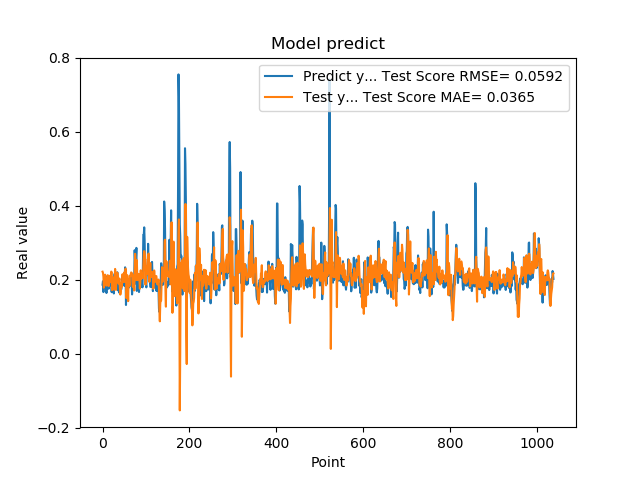 Model predict
Predict y... Test Score RMSE= 0.0592
Test y... Test Score MAE= 0.0365
0.8
0.6
0.4
0.2
0.0
−0.2
Real value
0 200 400 600 800 1000
Point